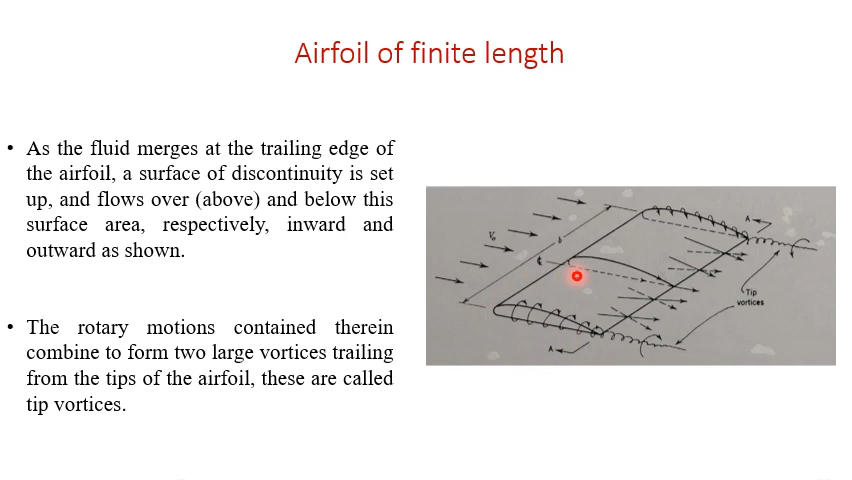 Airfoil of finite length
• As the fluid merges at the trailing edge of
the airfoil, a surface of discontinuity is set
up, and flows over (above) and below this
surface area, respectively, inward and
outward as shown.
• The rotary motions contained therein
combine to form two large vortices trailing
from the tips of the airfoil, these are called
tip vortices.
A
V₀
b
℄
Tip
vortices
A